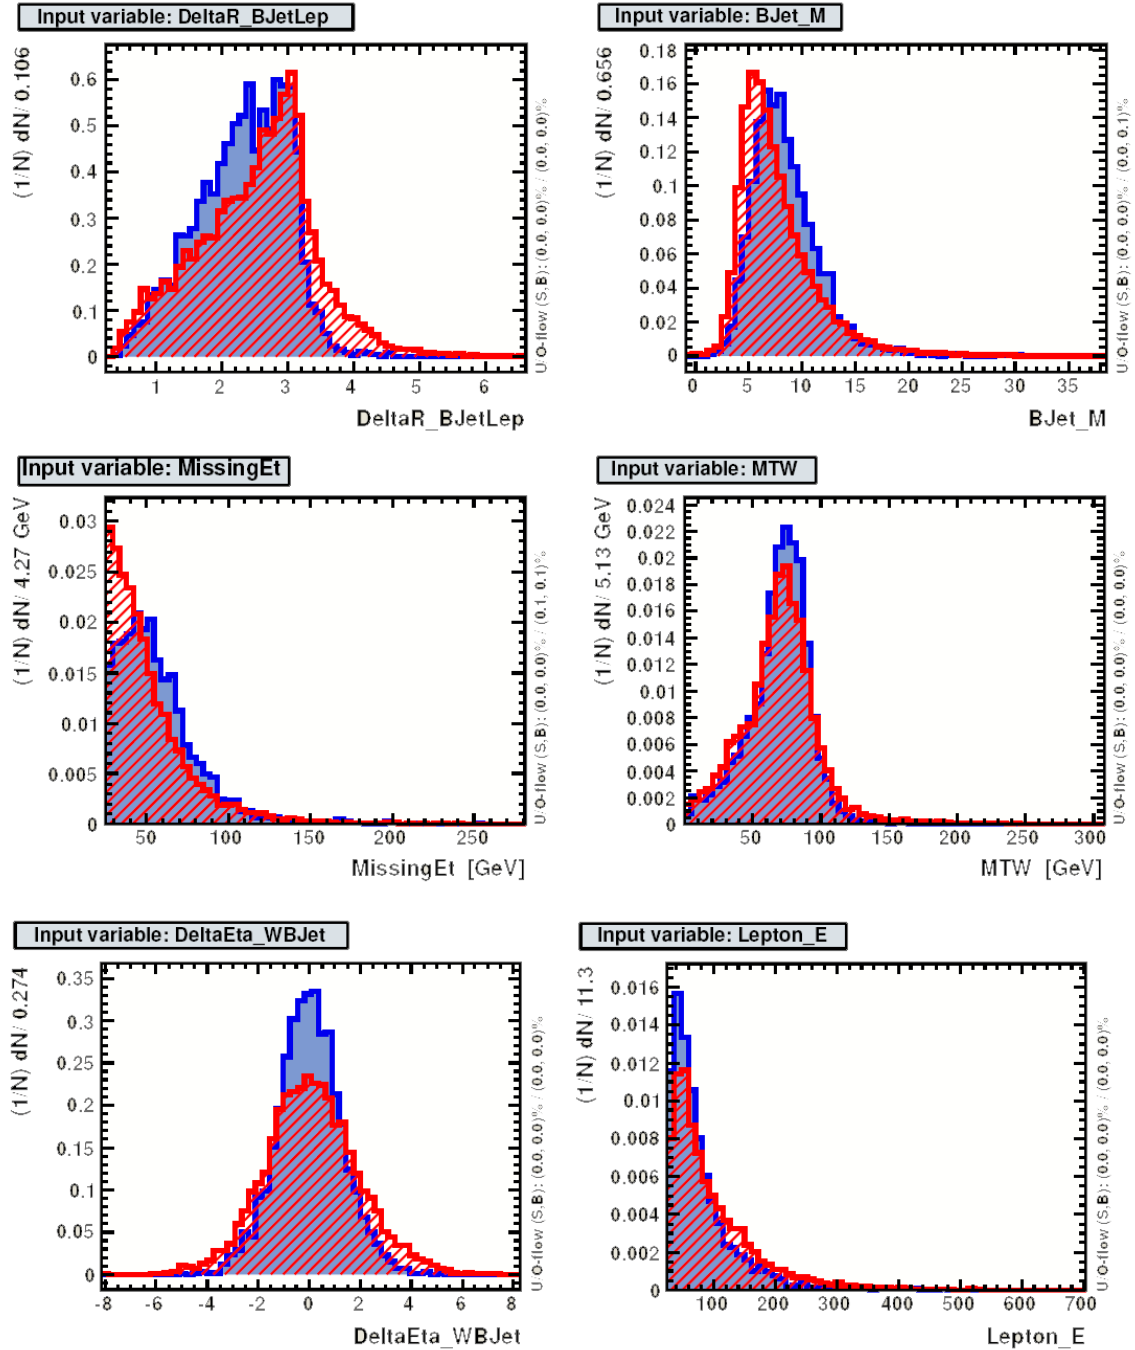 Input variable: DeltaR_BJetLep
(1/N) dN/ 0.106
0.6
0.5
0.4
0.3
0.2
0.1
0
1 2 3 4 5 6
DeltaR_BJetLep
U/O-flow (S,B): (0.0, 0.0)% / (0.0, 0.0)%
Input variable: BJet_M
(1/N) dN/ 0.656
0.18
0.16
0.14
0.12
0.1
0.08
0.06
0.04
0.02
0
0 5 10 15 20 25 30 35
BJet_M
U/O-flow (S,B): (0.0, 0.0)% / (0.0, 0.1)%
Input variable: MissingEt
(1/N) dN/ 4.27 GeV
0.03
0.025
0.02
0.015
0.01
0.005
0
50 100 150 200 250
MissingEt [GeV]
U/O-flow (S,B): (0.0, 0.0)% / (0.1, 0.1)%
Input variable: MTW
(1/N) dN/ 5.13 GeV
0.024
0.022
0.02
0.018
0.016
0.014
0.012
0.01
0.008
0.006
0.004
0.002
0
50 100 150 200 250 300
MTW [GeV]
U/O-flow (S,B): (0.0, 0.0)% / (0.0, 0.0)%
Input variable: DeltaEta_WBJet
(1/N) dN/ 0.274
0.35
0.3
0.25
0.2
0.15
0.1
0.05
0
-8 -6 -4 -2 0 2 4 6 8
DeltaEta_WBJet
U/O-flow (S,B): (0.0, 0.0)% / (0.0, 0.0)%
Input variable: Lepton_E
(1/N) dN/ 11.3
0.016
0.014
0.012
0.01
0.008
0.006
0.004
0.002
0
100 200 300 400 500 600 700
Lepton_E
U/O-flow (S,B): (0.0, 0.0)% / (0.0, 0.0)%